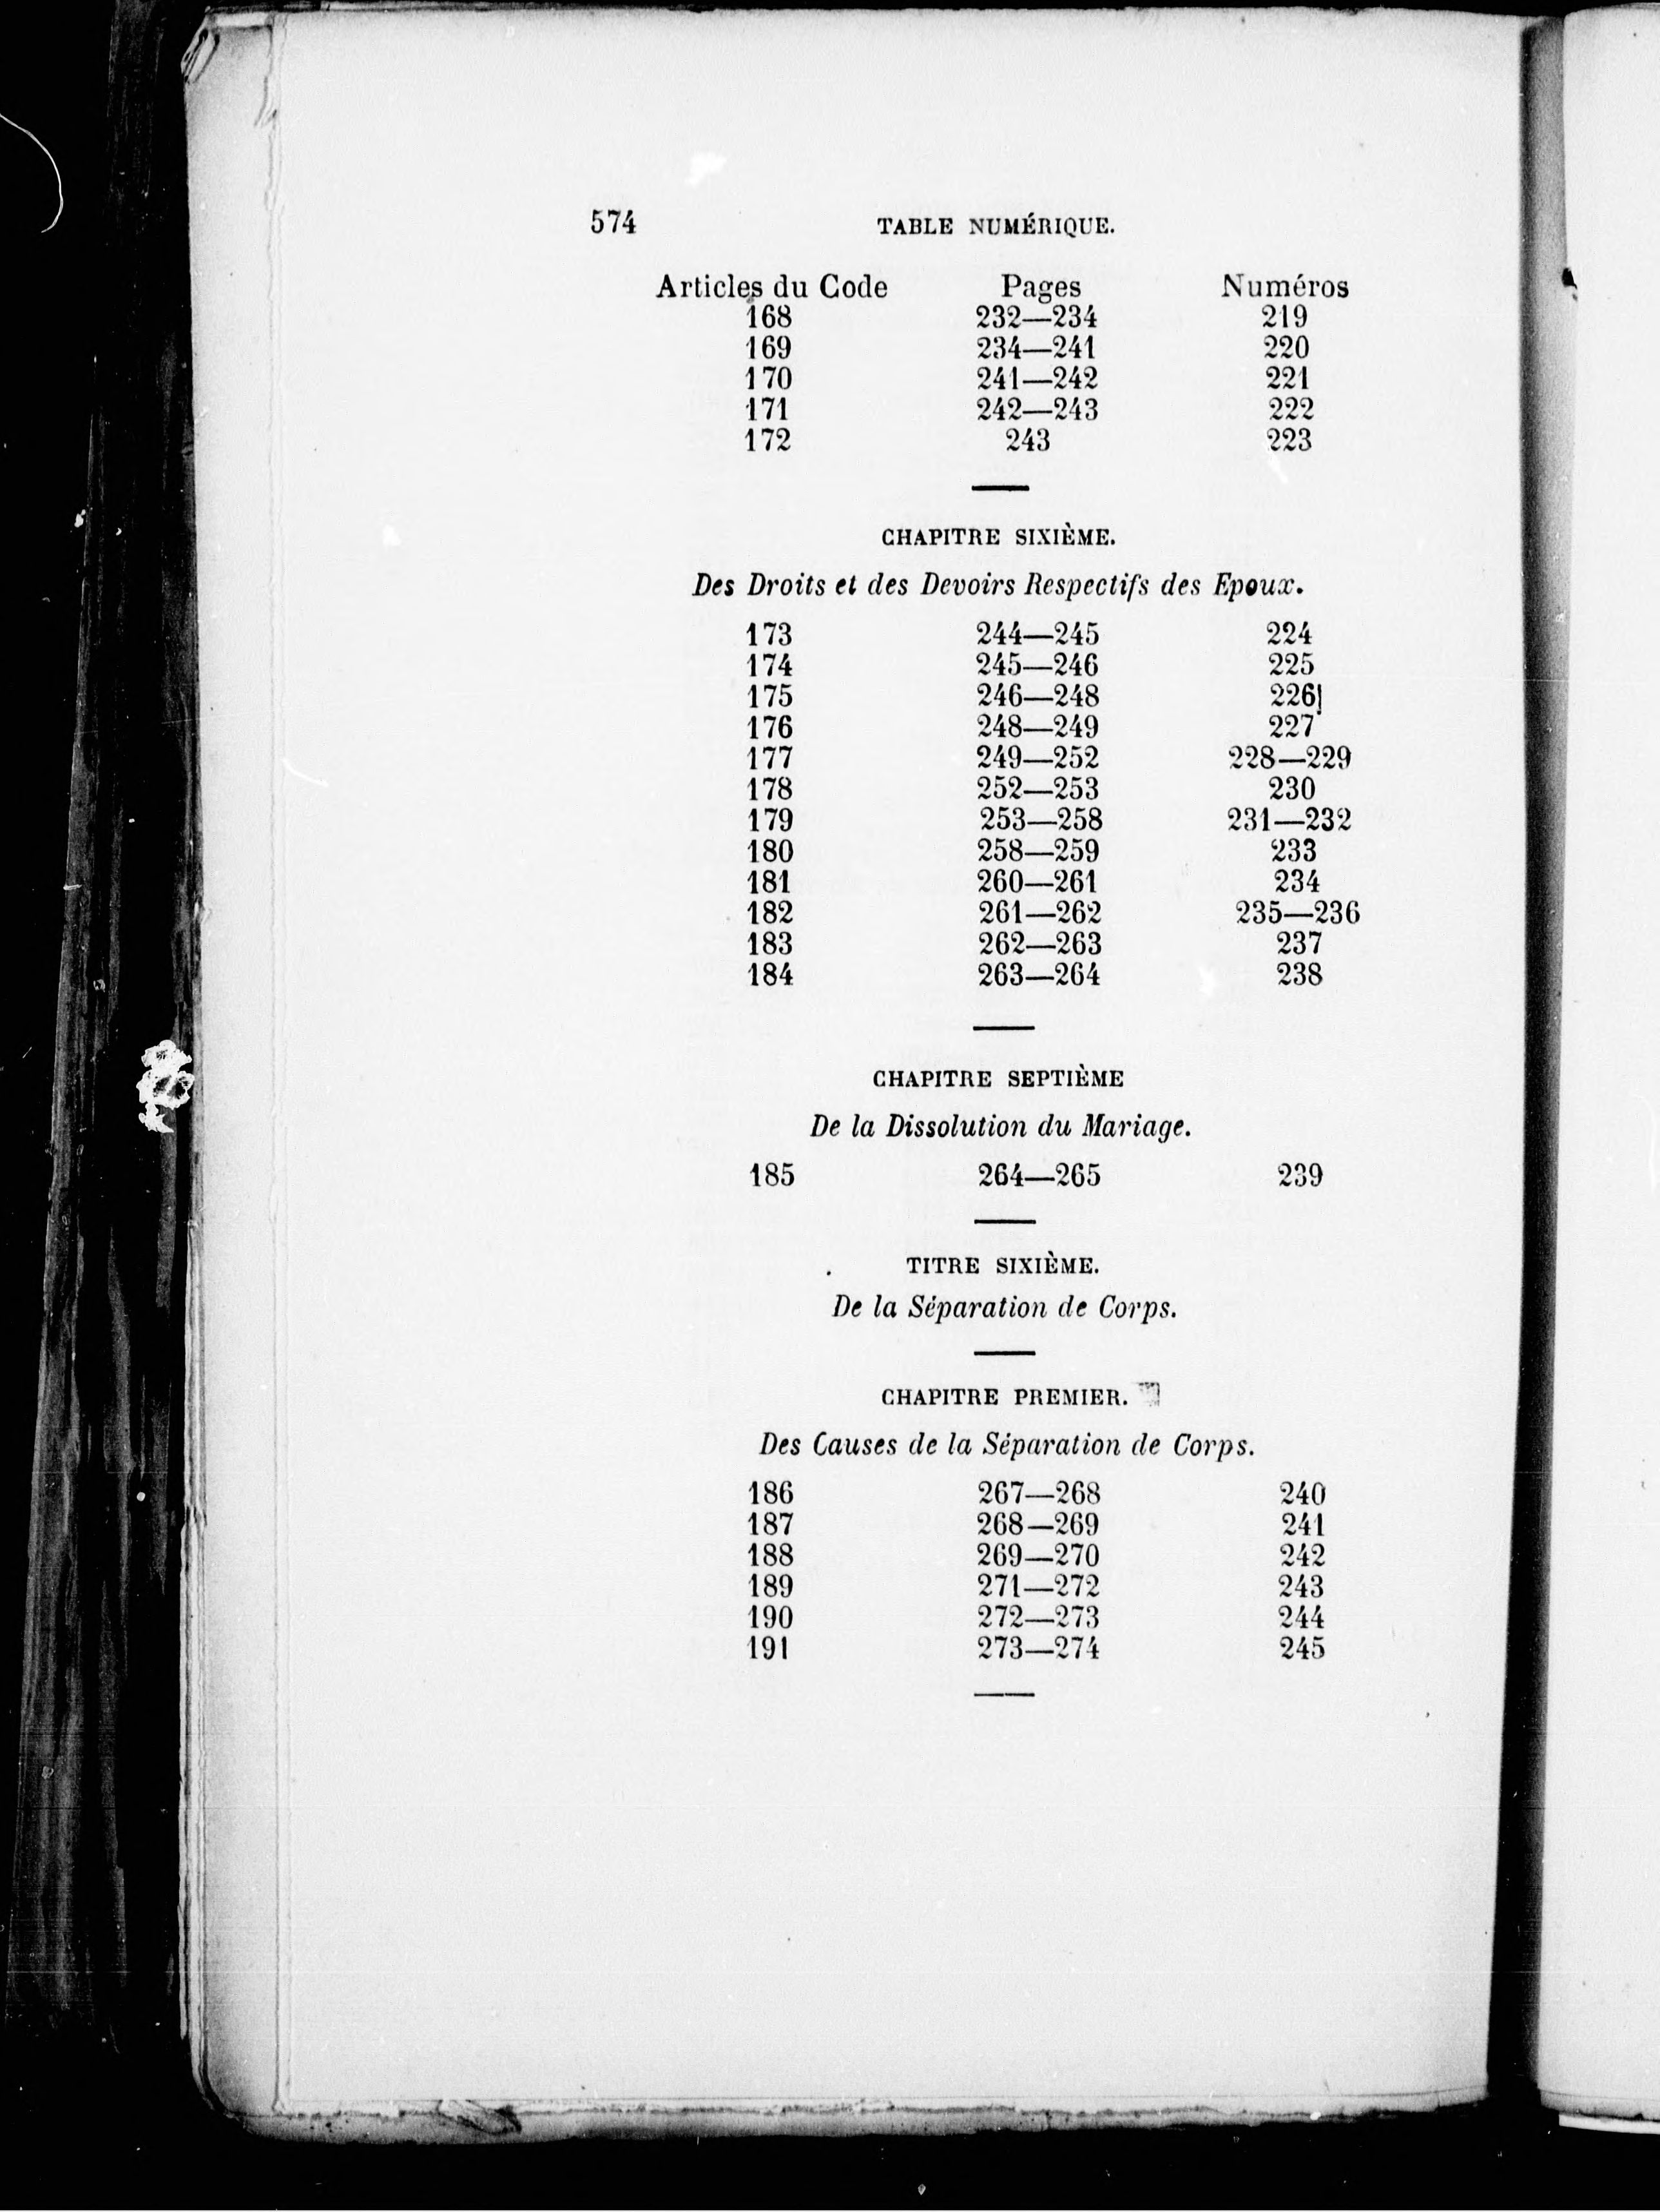 574 TABLE NUMÉRIQUE.
Articles du Code Pages Numéros
168 232—234 219
169 234—241 220
170 241—242 221
171 242—243 222
172 243 223
CHAPITRE SIXIÈME.
Des Droits et des Devoirs Respectifs des Epoux.
173 244—245 224
174 245—246 225
175 246—248 226
176 248—249 227
177 249—252 228—229
178 252—253 230
179 253—258 231—232
180 258—259 233
181 260—261 234
182 261—262 235—236
183 262—263 237
184 263—264 238
CHAPITRE SEPTIÈME
De la Dissolution du Mariage.
185 264—265 239
TITRE SIXIÈME.
De la Séparation de Corps.
CHAPITRE PREMIER.
Des Causes de la Séparation de Corps.
186 267—268 240
187 268—269 241
188 269—270 242
189 271—272 243
190 272—273 244
191 273—274 245